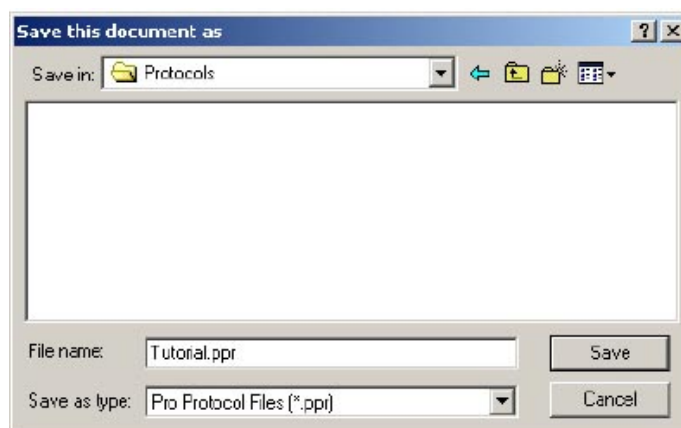 Save this document as
Save in: Protocols
File name: Tutorial.ppr
Save
Save as type: Pro Protocol Files (*.ppr)
Cancel